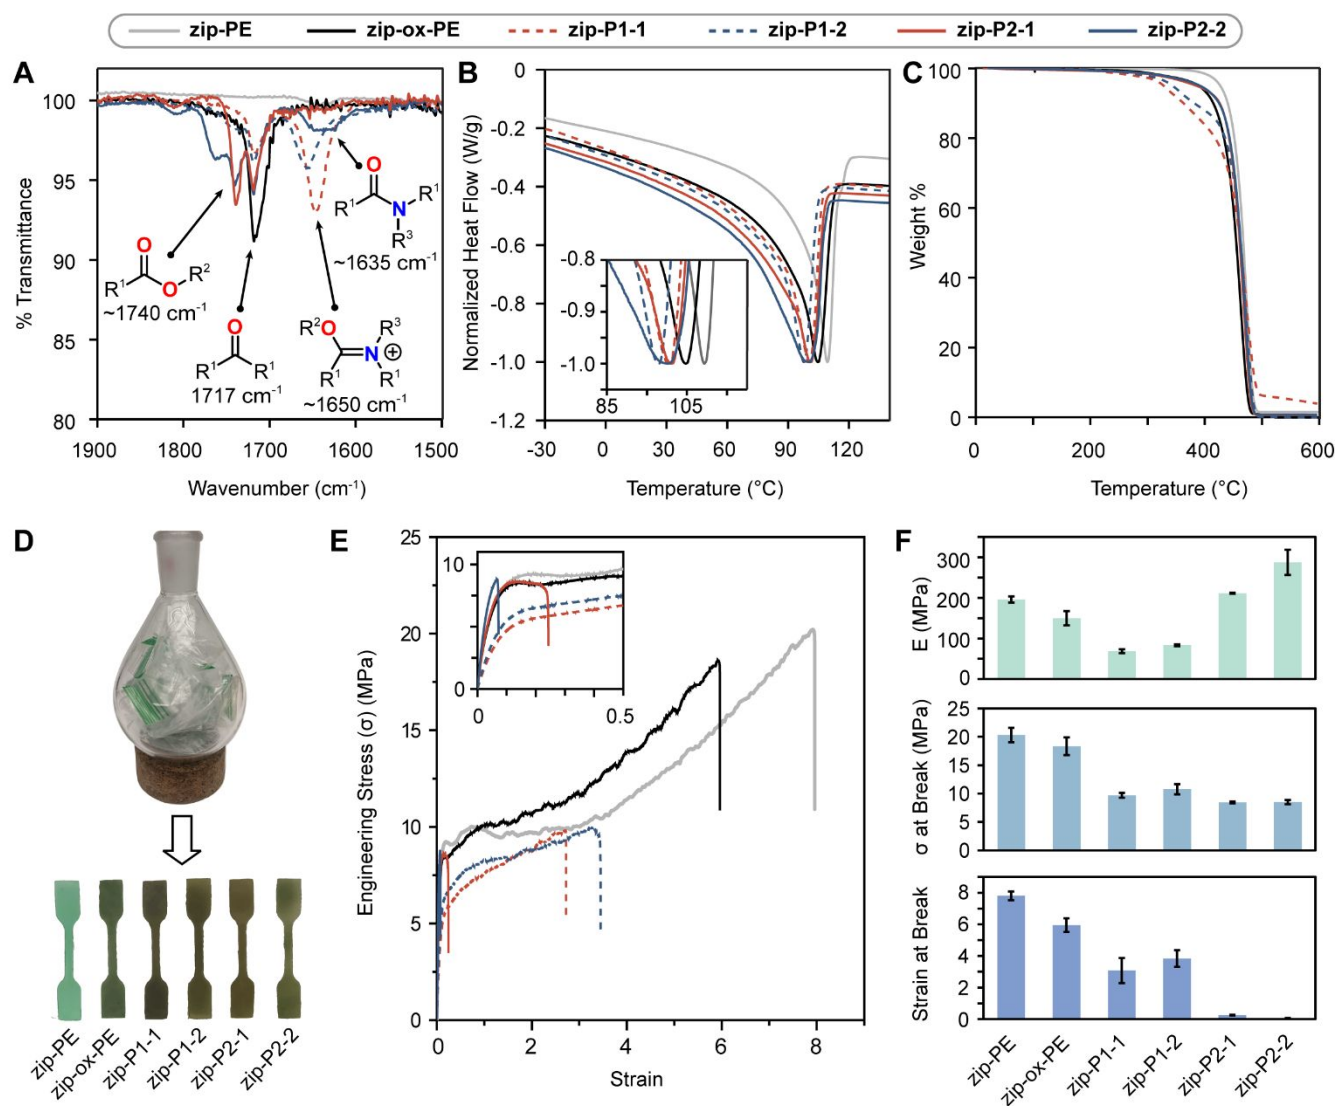 zip-PE zip-ox-PE zip-P1-1 zip-P1-2 zip-P2-1 zip-P2-2
A
100
95
90
85
80
% Transmittance
1900 1800 1700 1600 1500
Wavenumber (cm⁻¹)
O
R¹ O R²
~1740 cm⁻¹
O
R¹ R¹
1717 cm⁻¹
R²O R³
N ⊕
R¹ R¹
~1650 cm⁻¹
O
R¹ N R¹
R³
~1635 cm⁻¹
B
0
-0.2
-0.4
-0.6
-0.8
-1.0
-1.2
Normalized Heat Flow (W/g)
-0.8
-0.9
-1.0
85 105
-30 0 30 60 90 120
Temperature (°C)
C
100
80
60
40
20
0
Weight %
0 200 400 600
Temperature (°C)
D
zip-PE
zip-ox-PE
zip-P1-1
zip-P1-2
zip-P2-1
zip-P2-2
E
25
20
15
10
5
0
Engineering Stress (σ) (MPa)
10
5
0
0 0.5
0 2 4 6 8
Strain
F
300
200
100
0
E (MPa)
25
20
15
10
5
0
σ at Break (MPa)
8
6
4
2
0
Strain at Break
zip-PE
zip-ox-PE
zip-P1-1
zip-P1-2
zip-P2-1
zip-P2-2